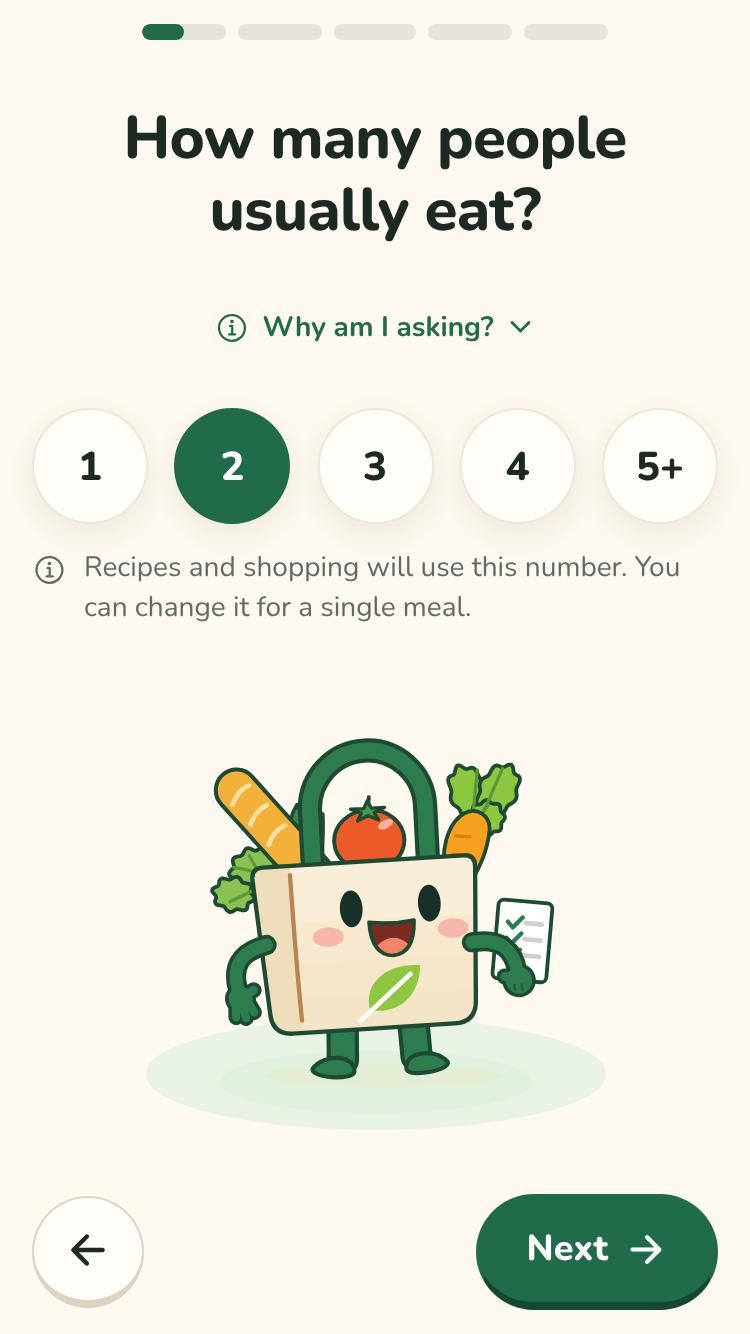 How many people
usually eat?
Why am I asking?
1 2 3 4 5+
Recipes and shopping will use this number. You
can change it for a single meal.
Next